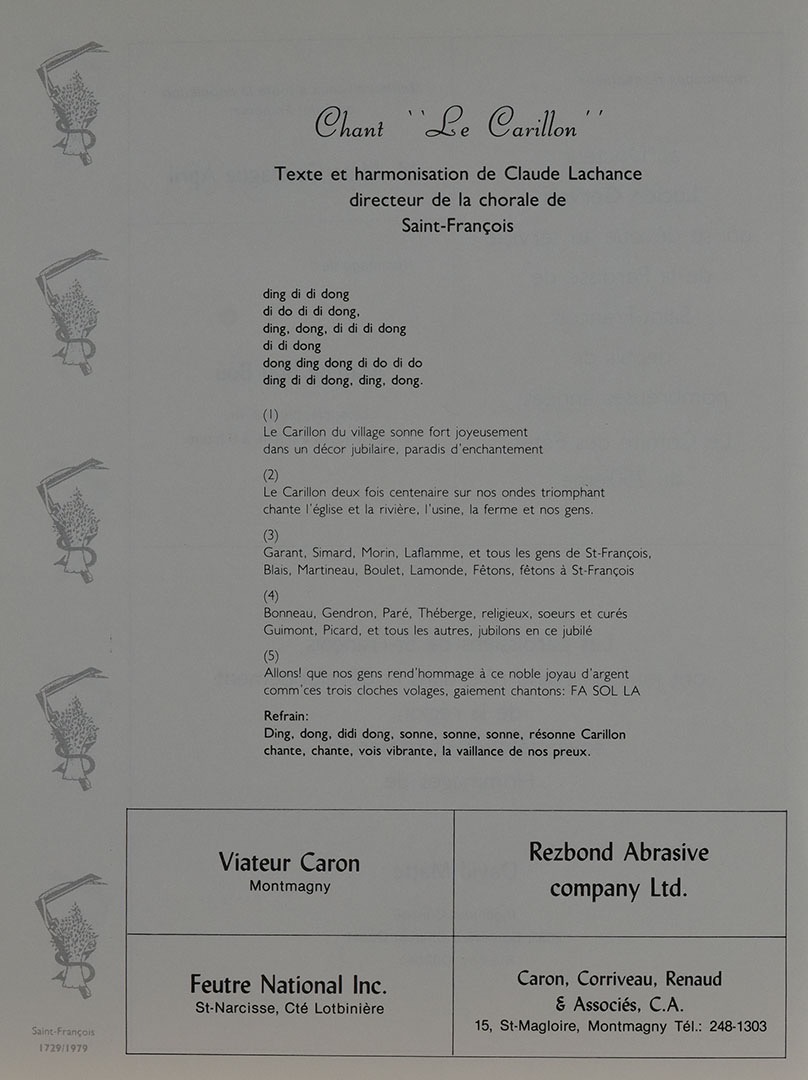 Chant "Le Carillon"
Texte et harmonisation de Claude Lachance
directeur de la chorale de
Saint-François
ding di di dong
di do di di dong,
ding, dong, di di di dong
di di dong
dong ding dong di do di do
ding di di dong, ding, dong.
(1)
Le Carillon du village sonne fort joyeusement
dans un décor jubilaire, paradis d'enchantement
(2)
Le Carillon deux fois centenaire sur nos ondes triomphant
chante l'église et la rivière, l'usine, la ferme et nos gens.
(3)
Garant, Simard, Morin, Laflamme, et tous les gens de St-François,
Blais, Martineau, Boulet, Lamonde, Fêtons, fêtons à St-François
(4)
Bonneau, Gendron, Paré, Théberge, religieux, soeurs et curés
Guimont, Picard, et tous les autres, jubilons en ce jubilé
(5)
Allons! que nos gens rend'hommage à ce noble joyau d'argent
comm'ces trois cloches volages, gaiement chantons: FA SOL LA
Refrain:
Ding, dong, didi dong, sonne, sonne, sonne, résonne Carillon
chante, chante, vois vibrante, la vaillance de nos preux.
Viateur Caron
Montmagny
Rezbond Abrasive
company Ltd.
Feutre National Inc.
St-Narcisse, Cté Lotbinière
Caron, Corriveau, Renaud
& Associés, C.A.
15, St-Magloire, Montmagny Tél.: 248-1303
Saint-François
1729/1979